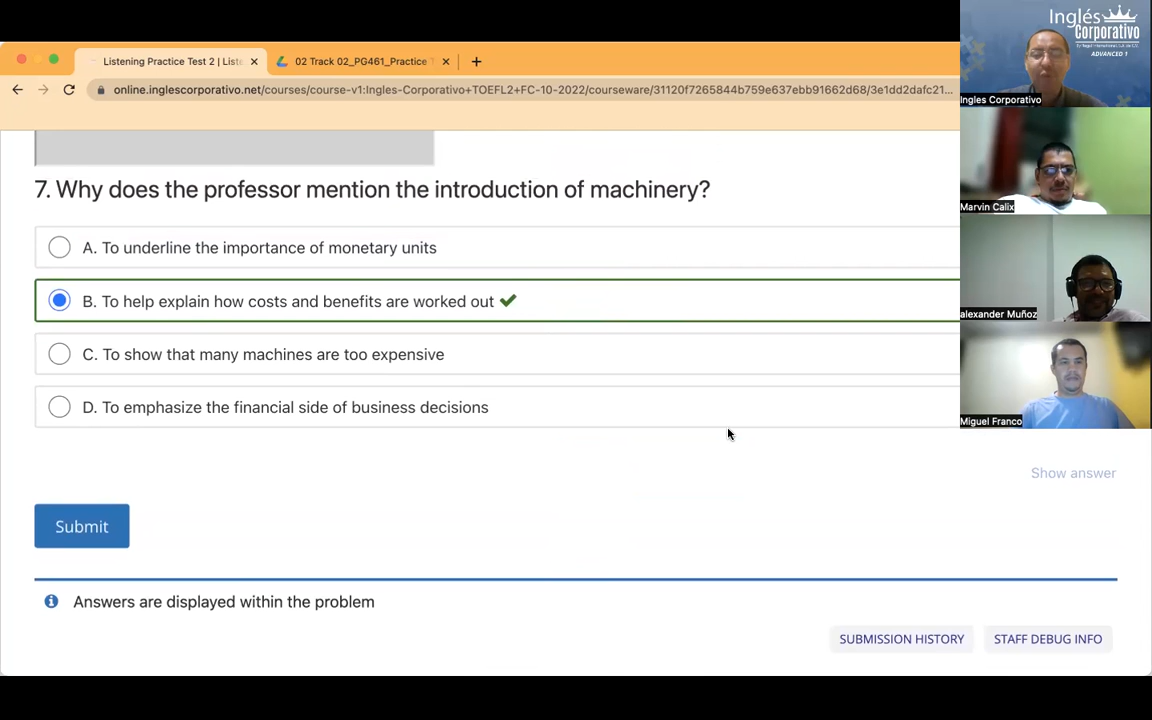 Inglés
Corporativo
ADVANCED 1
Listening Practice Test 2 | Liste
02 Track 02_PG461_Practice T
online.inglescorporativo.net/courses/course-v1:Ingles-Corporativo+TOEFL2+FC-10-2022/courseware/31120f7265844b759e637ebb91662d68/3e1dd2dafc21...
Ingles Corporativo
7. Why does the professor mention the introduction of machinery?
A. To underline the importance of monetary units
B. To help explain how costs and benefits are worked out
C. To show that many machines are too expensive
D. To emphasize the financial side of business decisions
Marvin Calix
alexander Muñoz
Miguel Franco
Show answer
Submit
Answers are displayed within the problem
SUBMISSION HISTORY
STAFF DEBUG INFO